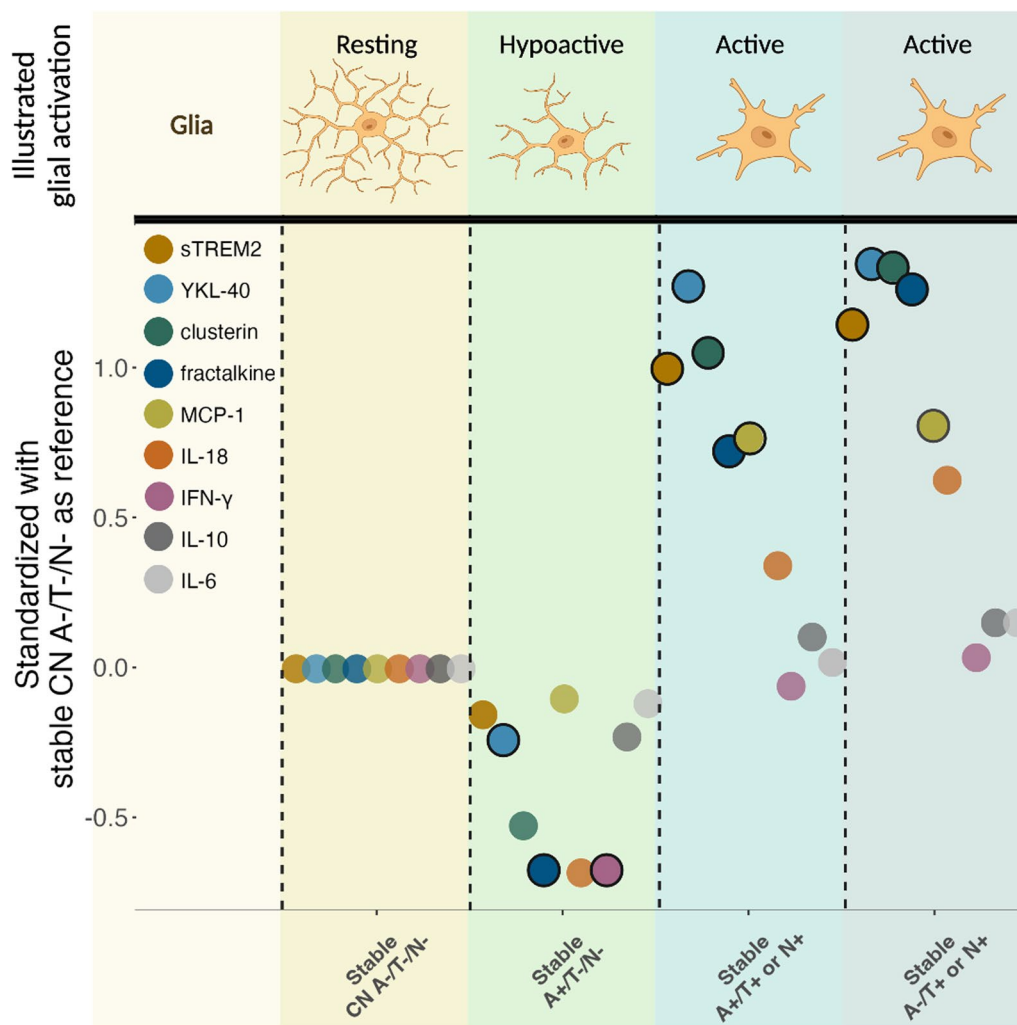 Illustrated
glial activation
Glia
Resting
Hypoactive
Active
Active
sTREM2
YKL-40
clusterin
fractalkine
MCP-1
IL-18
IFN-γ
IL-10
IL-6
Standardized with
stable CN A-/T-/N- as reference
1.0
0.5
0.0
-0.5
Stable
CN A-/T-/N-
Stable
A+/T-/N-
Stable
A+/T+ or N+
Stable
A-/T+ or N+